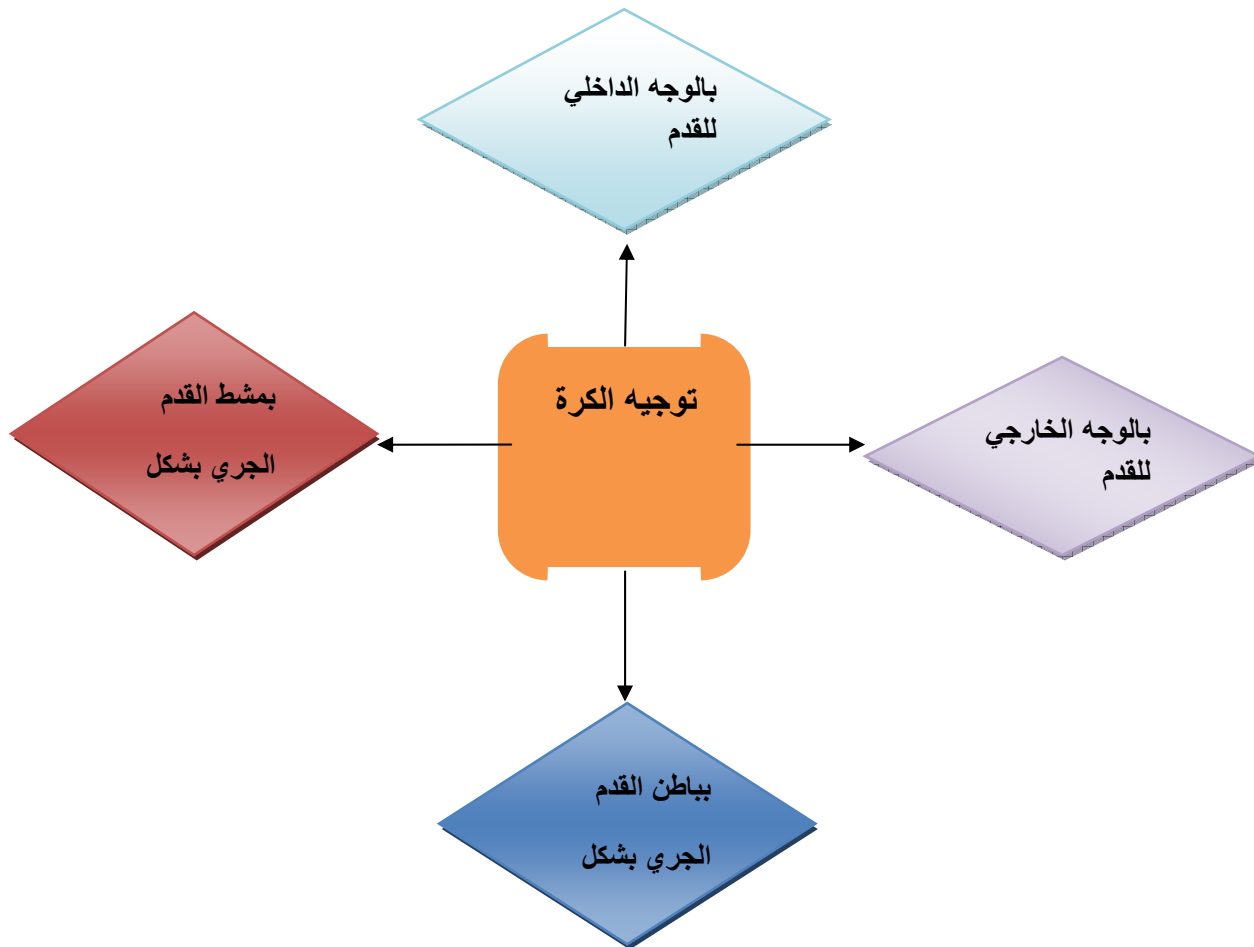 بالوجه الداخلي
للقدم
توجيه الكرة
بالوجه الخارجي
للقدم
بمشط القدم
الجري بشكل
بباطن القدم
الجري بشكل